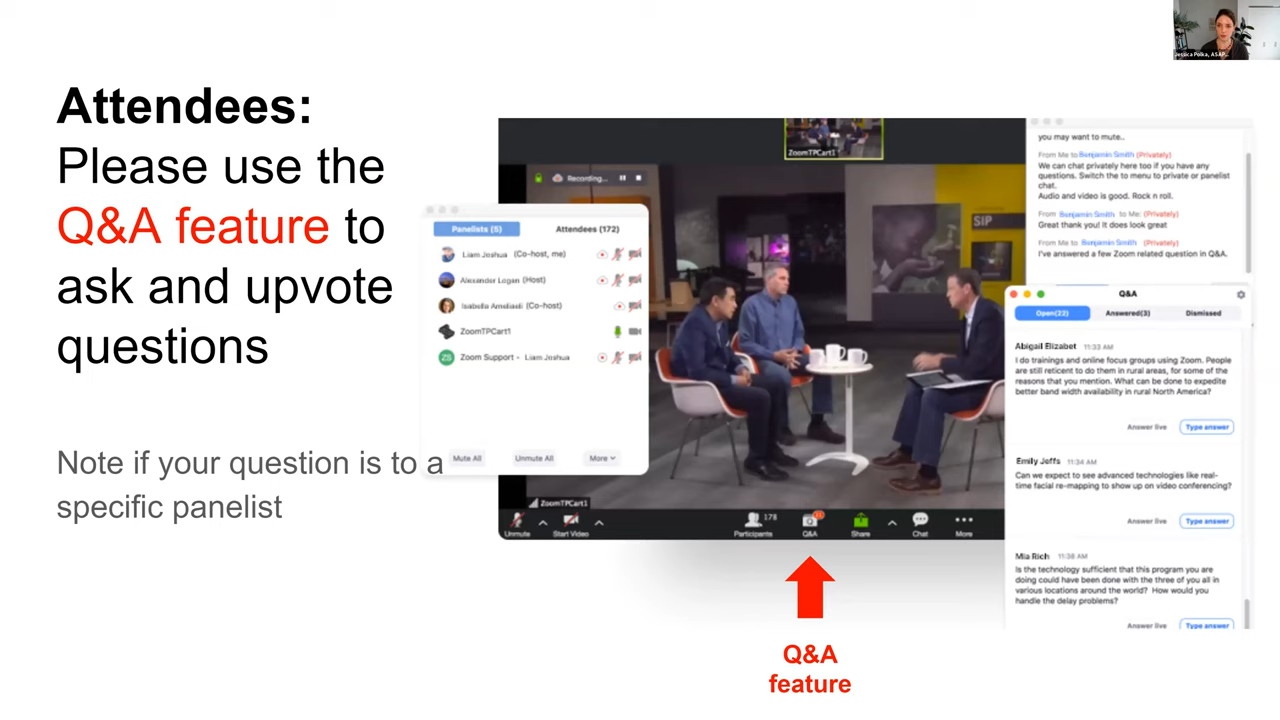 Jessica Polka, ASAP...
Attendees:
Please use the
Q&A feature to
ask and upvote
questions
Note if your question is to a
specific panelist
ZoomTPCart1
Recording...
SIP
Panelists (5)
Attendees (172)
Liam Joshua (Co-host, me)
Alexander Logan (Host)
Isabella Ameliasli (Co-host)
ZoomTPCart1
ZS Zoom Support - Liam Joshua
Mute All
Unmute All
More
ZoomTPCart1
Unmute
Start Video
Participants
178
Q&A
11
Share
Chat
More
you may want to mute..
From Me to Benjamin Smith (Privately)
We can chat privately here too if you have any
questions. Switch the to menu to private or panelist
chat.
Audio and video is good. Rock n roll.
From Benjamin Smith to Me: (Privately)
Great thank you! It does look great
From Me to Benjamin Smith (Privately)
I've answered a few Zoom related question in Q&A.
Q&A
Open(22)
Answered(3)
Dismissed
Abigail Elizabet 11:33 AM
I do trainings and online focus groups using Zoom. People
are still reticent to do them in rural areas, for some of the
reasons that you mention. What can be done to expedite
better band width availability in rural North America?
Answer live
Type answer
Emily Jeffs 11:34 AM
Can we expect to see advanced technologies like real-
time facial re-mapping to show up on video conferencing?
Answer live
Type answer
Mia Rich 11:38 AM
Is the technology sufficient that this program you are
doing could have been done with the three of you all in
various locations around the world? How would you
handle the delay problems?
Answer live
Type answer
Q&A
feature